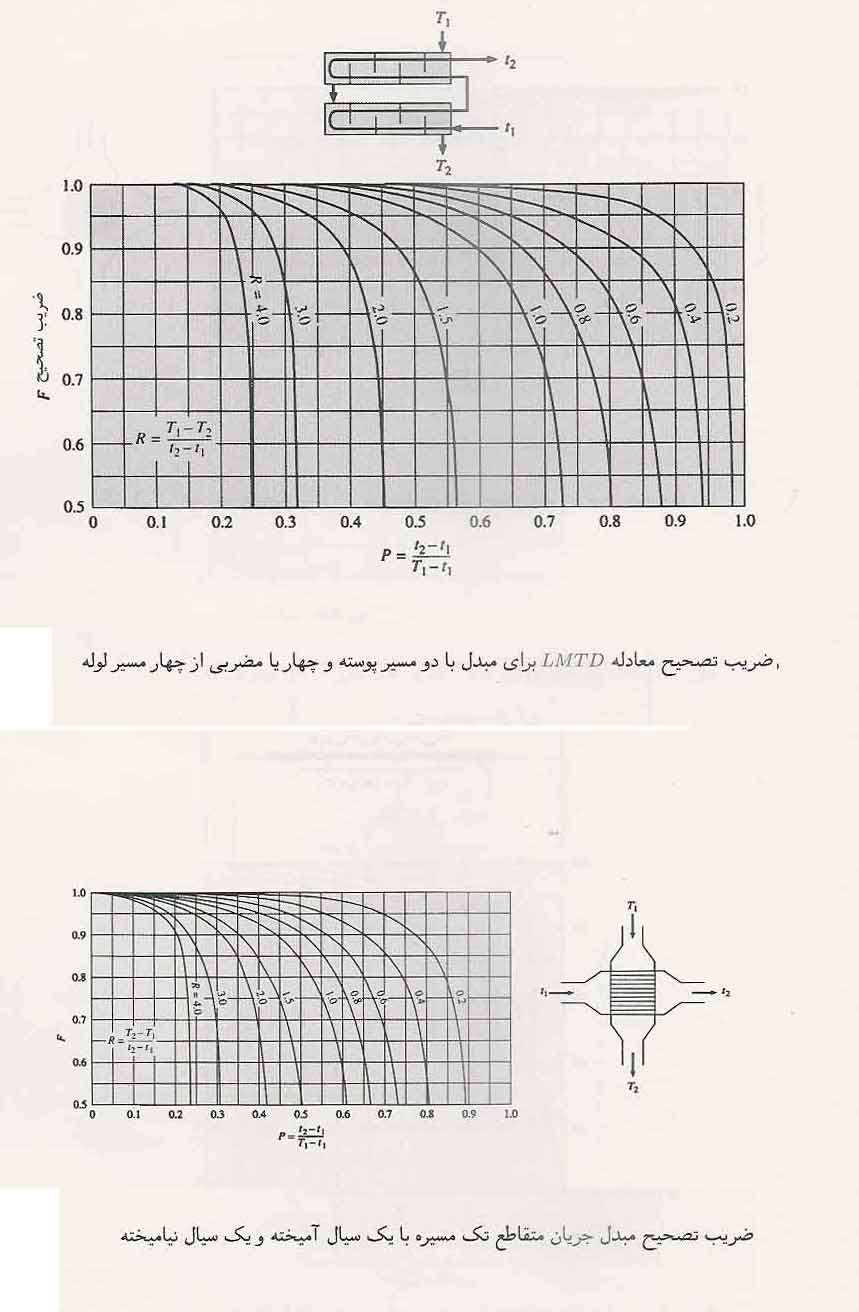 T₁
t₂
t₁
T₂
1.0
0.9
0.8
0.7
0.6
0.5
ضریب تصحیح F
R = 4.0
3.0
2.0
1.5
1.0
0.8
0.6
0.4
0.2
R = T₁−T₂ / t₂−t₁
0 0.1 0.2 0.3 0.4 0.5 0.6 0.7 0.8 0.9 1.0
P = t₂−t₁ / T₁−t₁
ضریب تصحیح معادله LMTD برای مبدل با دو مسیر پوسته و چهار یا مضربی از چهار مسیر لوله
1.0
0.9
0.8
0.7
0.6
0.5
F
R = 4.0
3.0
2.0
1.5
1.0
0.8
0.6
0.4
0.2
R = T₂−T₁ / t₂−t₁
0 0.1 0.2 0.3 0.4 0.5 0.6 0.7 0.8 0.9 1.0
P = t₂−t₁ / T₁−t₁
T₁
t₁
t₂
T₂
ضریب تصحیح مبدل جریان متقاطع تک مسیره با یک سیال آمیخته و یک سیال نیامیخته